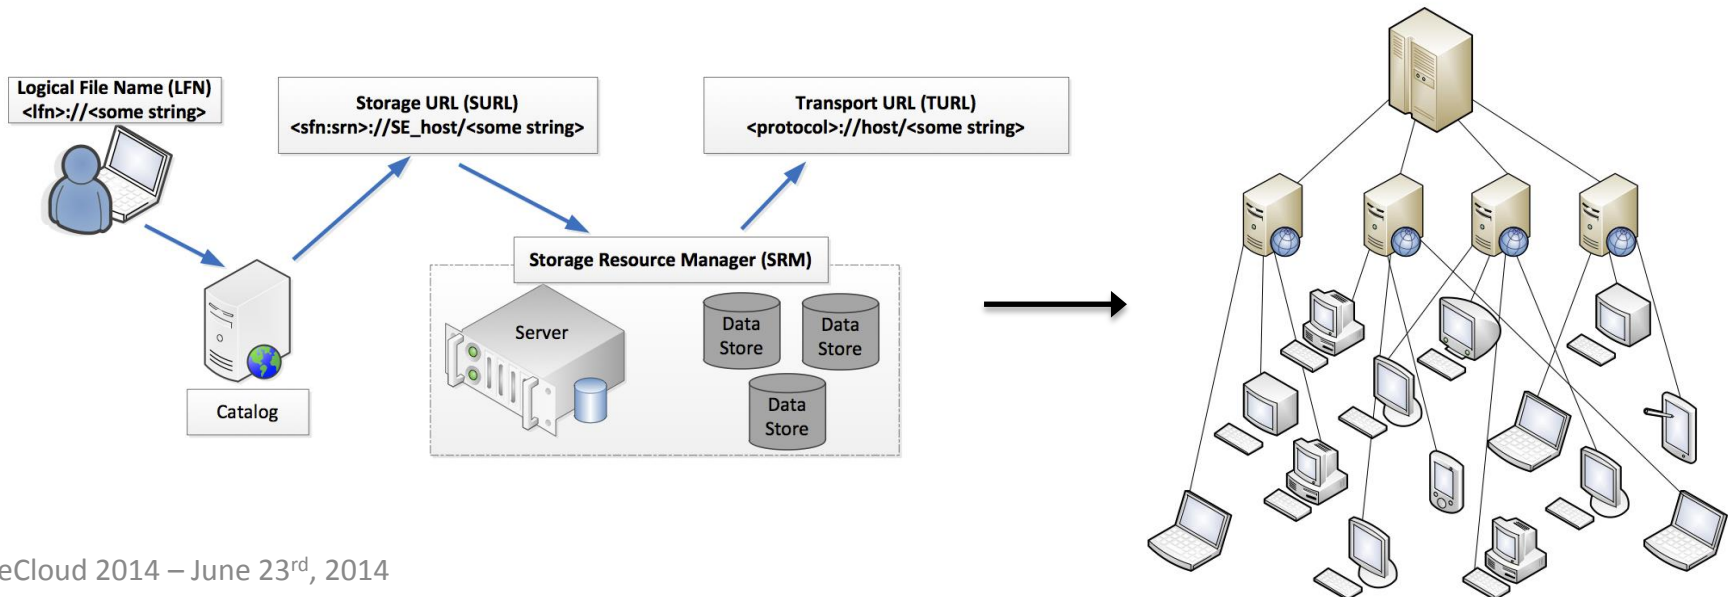 Logical File Name (LFN)
<lfn>://<some string>
Storage URL (SURL)
<sfn:srn>://SE_host/<some string>
Transport URL (TURL)
<protocol>://host/<some string>
Storage Resource Manager (SRM)
Server
Data
Store
Data
Store
Data
Store
Catalog
eCloud 2014 – June 23rd, 2014